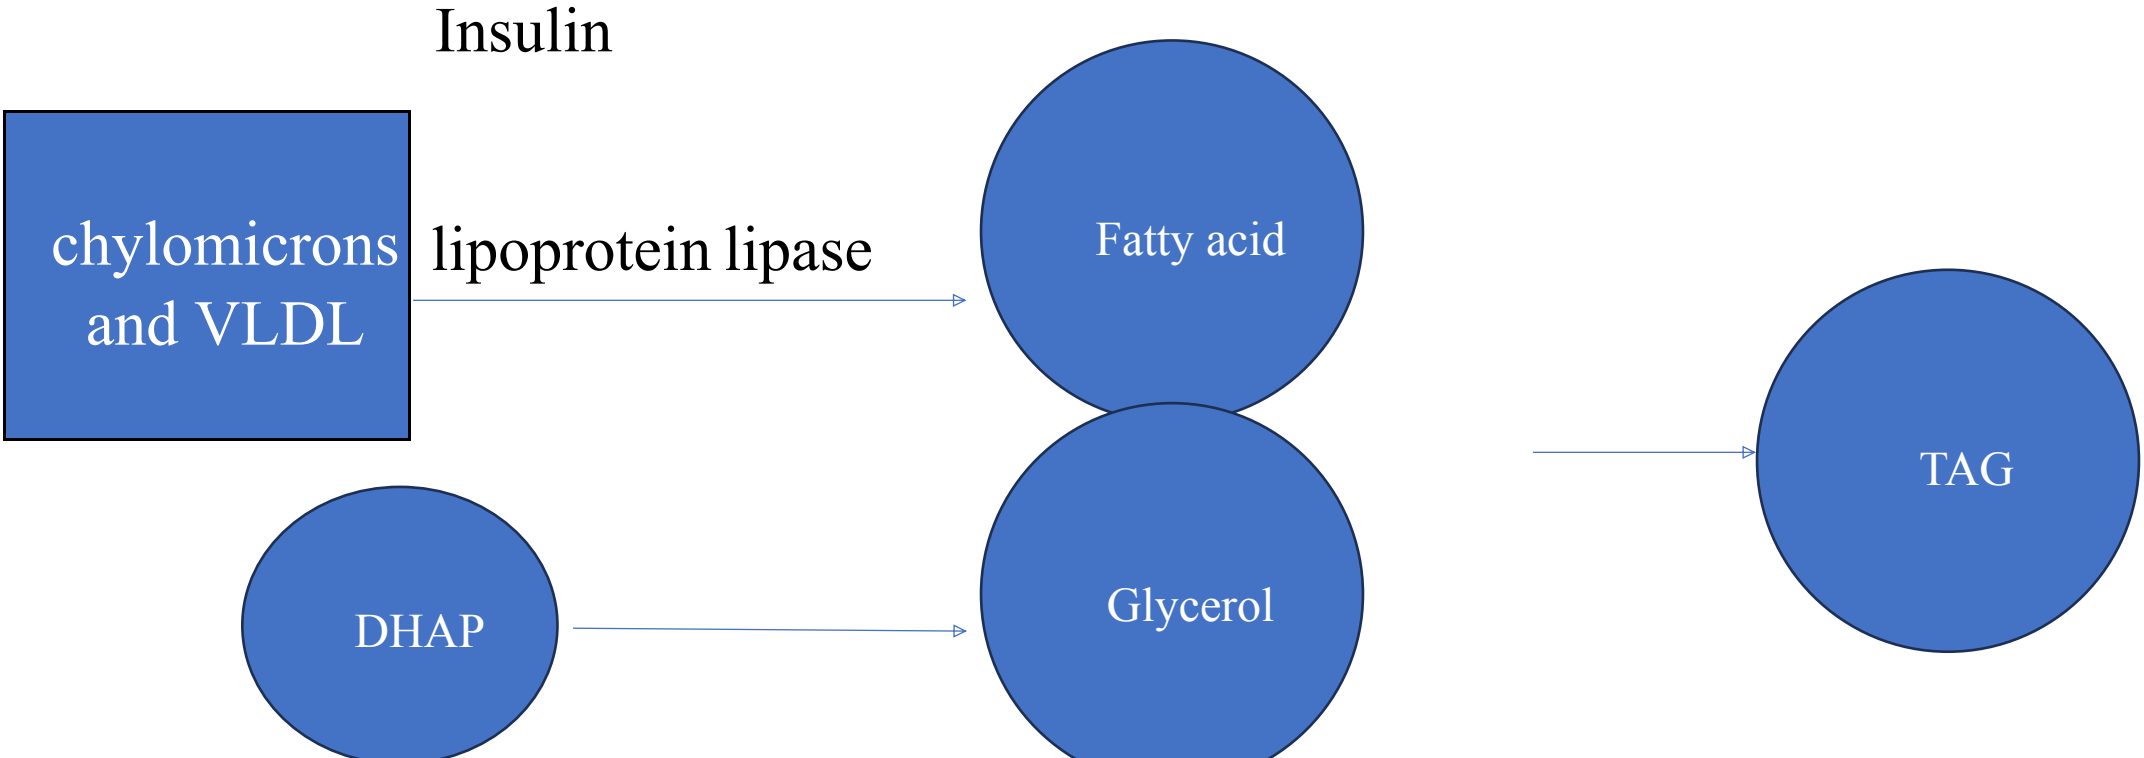 Insulin
chylomicrons
and VLDL
lipoprotein lipase
Fatty acid
DHAP
Glycerol
TAG